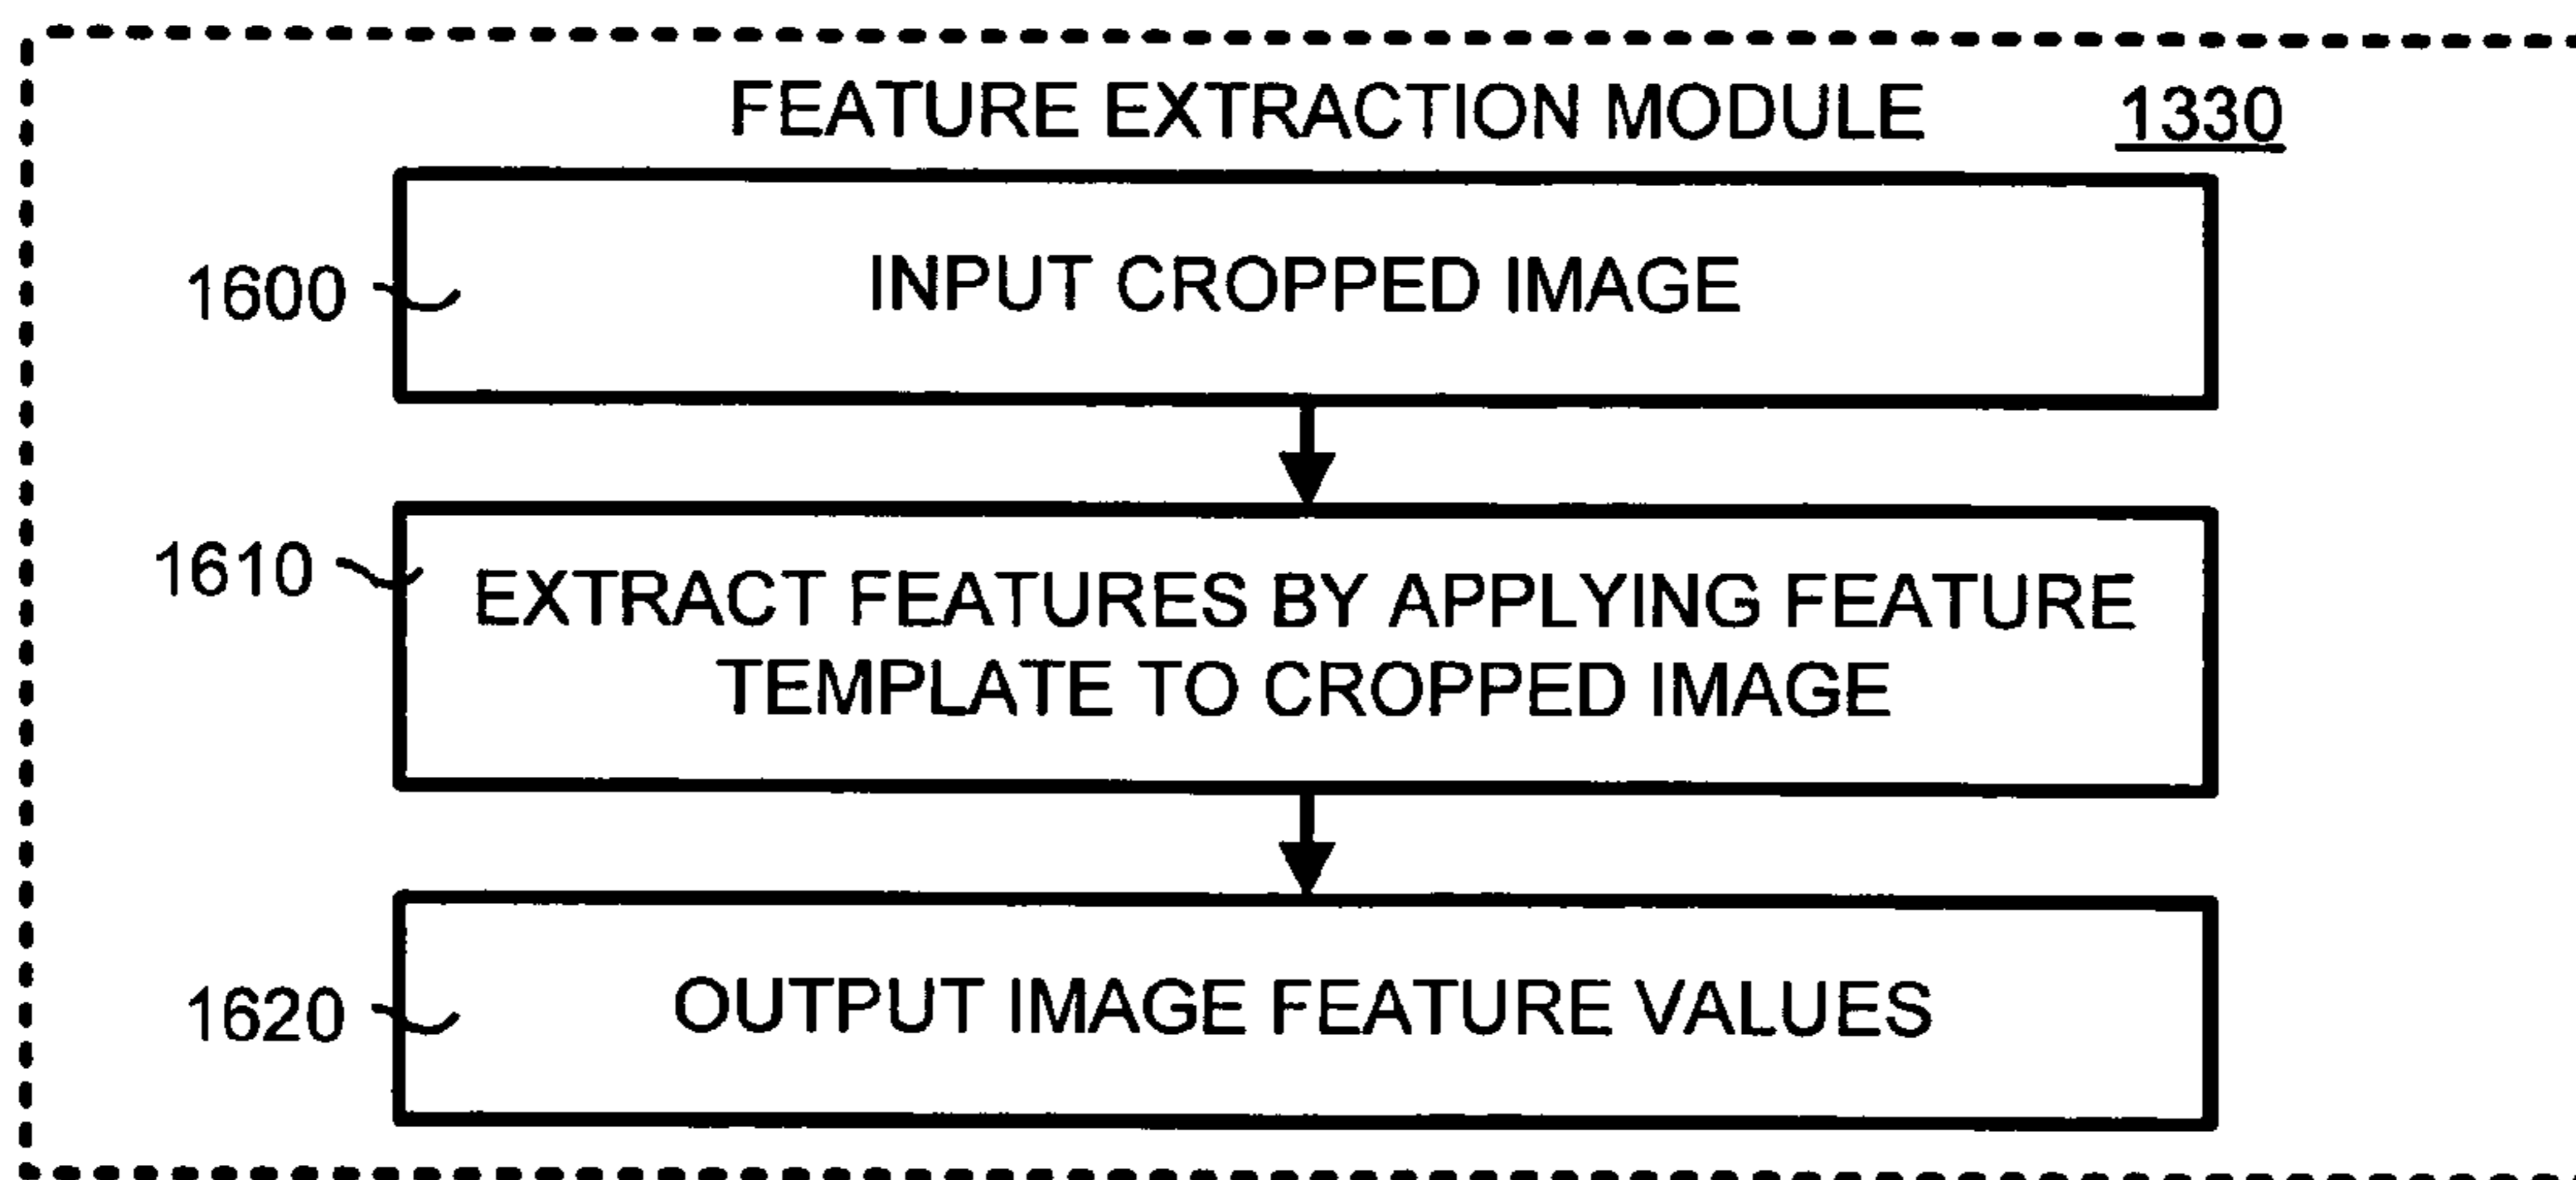 FEATURE EXTRACTION MODULE 1330
1600 INPUT CROPPED IMAGE
1610 EXTRACT FEATURES BY APPLYING FEATURE
TEMPLATE TO CROPPED IMAGE
1620 OUTPUT IMAGE FEATURE VALUES